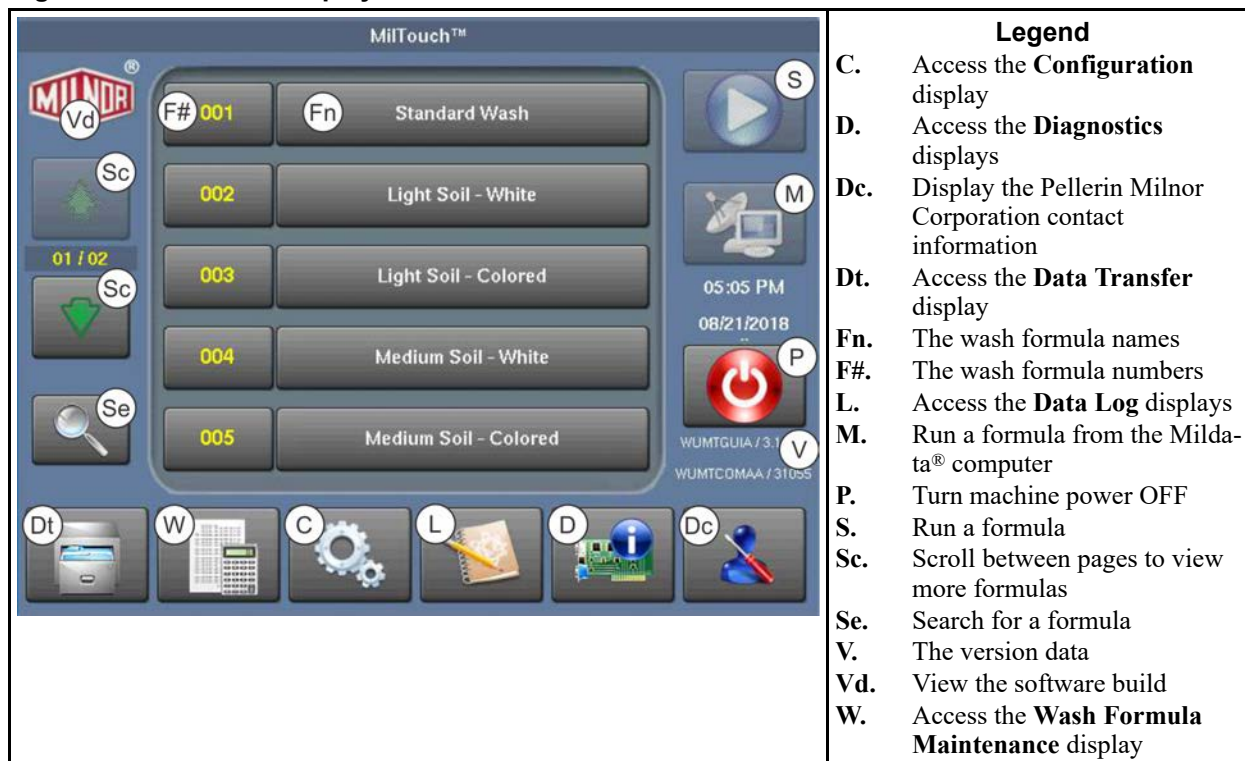 MilTouch™
MILNOR®
Vd
F# 001 Fn Standard Wash
S
Sc
002 Light Soil - White
M
01 / 02
Sc
003 Light Soil - Colored
05:05 PM
08/21/2018
004 Medium Soil - White
P
Se
005 Medium Soil - Colored
WUMTGUIA / 3.1
V
WUMTCOMAA / 31055
Dt W C L D Dc
Legend
C. Access the Configuration
display
D. Access the Diagnostics
displays
Dc. Display the Pellerin Milnor
Corporation contact
information
Dt. Access the Data Transfer
display
Fn. The wash formula names
F#. The wash formula numbers
L. Access the Data Log displays
M. Run a formula from the Milda-
ta® computer
P. Turn machine power OFF
S. Run a formula
Sc. Scroll between pages to view
more formulas
Se. Search for a formula
V. The version data
Vd. View the software build
W. Access the Wash Formula
Maintenance display